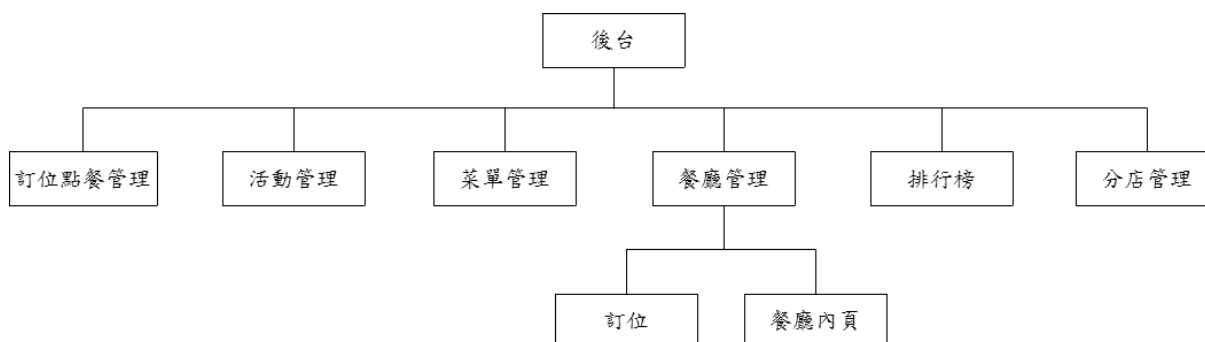 後台
訂位點餐管理
活動管理
菜單管理
餐廳管理
排行榜
分店管理
訂位
餐廳內頁